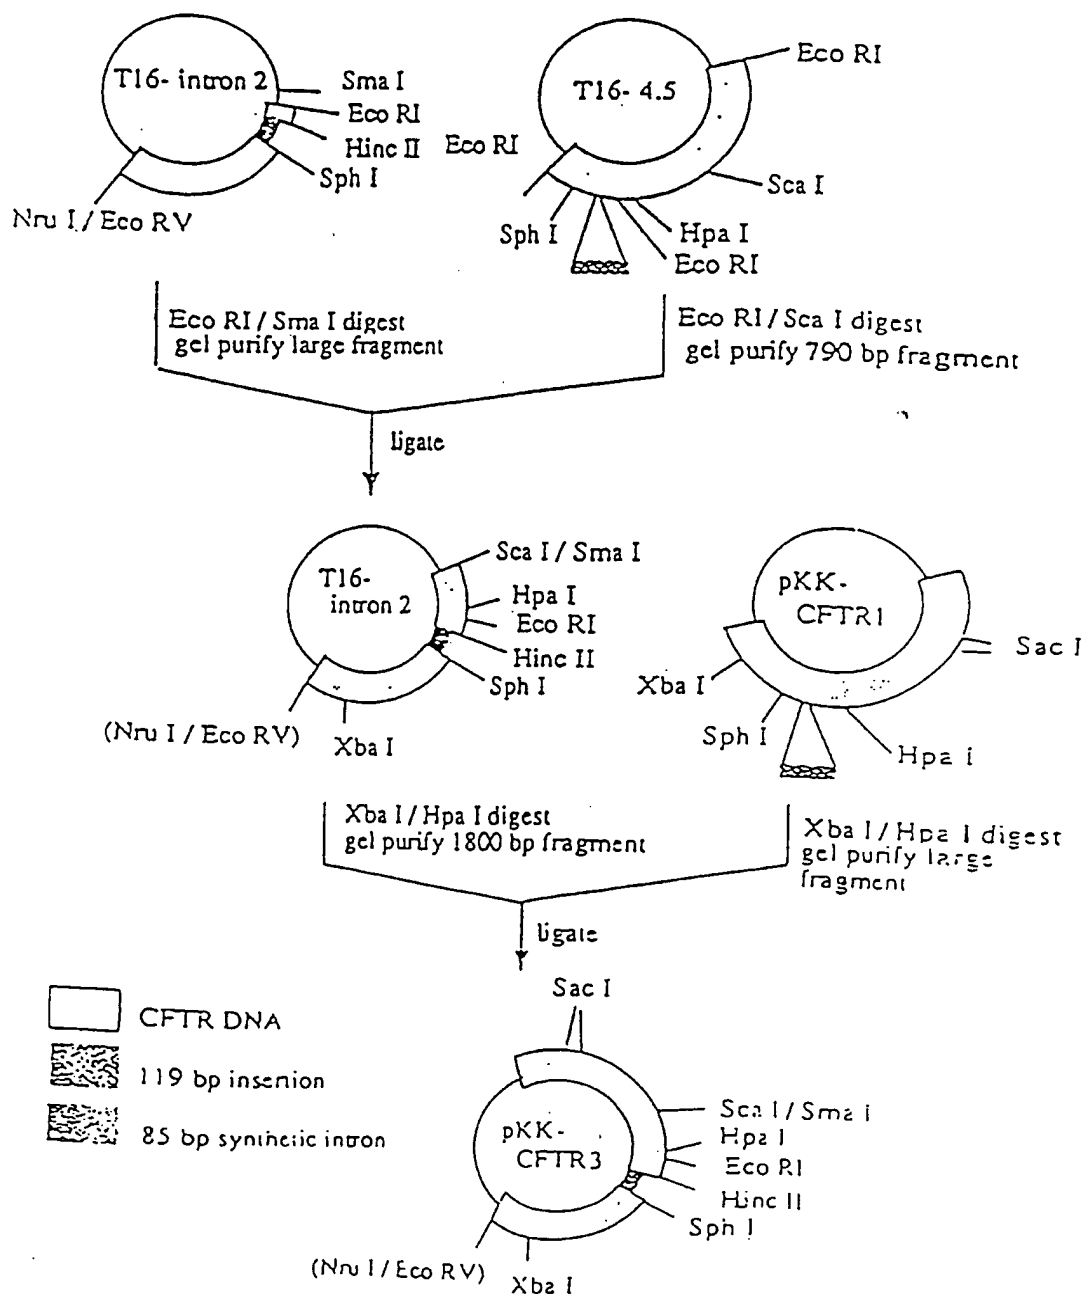 T16- intron 2
Sma I
Eco RI
Hinc II
Sph I
Nru I / Eco RV
T16- 4.5
Eco RI
Eco RI
Sca I
Sph I
Hpa I
Eco RI
Eco RI / Sma I digest
gel purify large fragment
Eco RI / Sca I digest
gel purify 790 bp fragment
ligate
T16-
intron 2
Sca I / Sma I
Hpa I
Eco RI
Hinc II
Sph I
(Nru I / Eco RV)
Xba I
pKK-
CFTR1
Sac I
Xba I
Sph I
Hpa I
Xba I / Hpa I digest
gel purify 1800 bp fragment
Xba I / Hpa I digest
gel purify large
fragment
ligate
Sac I
CFTR DNA
119 bp insertion
85 bp synthetic intron
pKK-
CFTR3
Sca I / Sma I
Hpa I
Eco RI
Hinc II
Sph I
(Nru I / Eco RV)
Xba I